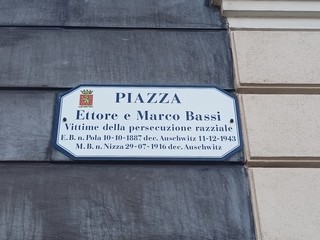 PIAZZA
Ettore e Marco Bassi
Vittime della persecuzione razziale
E.B. n. Pola 10-10-1887 dec. Auschwitz 11-12-1943
M.B. n. Nizza 29-07-1916 dec. Auschwitz